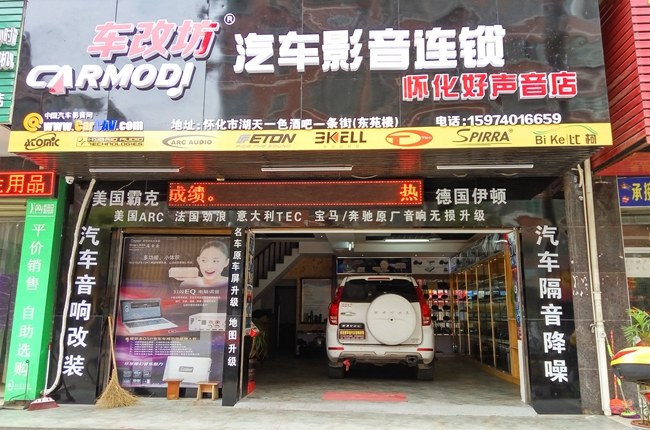 车改坊®
CARMODI
汽车影音连锁
怀化好声音店
中国汽车影音网
www.CarCAV.com
地址：怀化市湖天一色酒吧一条街(东苑楼)
电话：15974016659
ATOMIC
ARC AUDIO
ETON
EKELL
SPIRRA
Bi Ke 比柯
用品
美国霸克
成绩。
热
德国伊顿
美国ARC 法国劲浪 意大利TEC 宝马/奔驰原厂音响无损升级
平价销售 自助选购
汽车音响改装
名车原车屏升级 地图升级
汽车隔音降噪